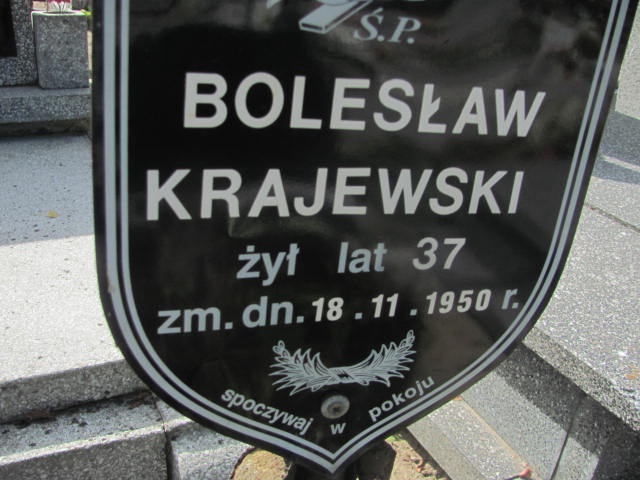 Ś.P.
BOLESŁAW
KRAJEWSKI
żył lat 37
zm. dn. 18.11.1950 r.
spoczywaj w pokoju